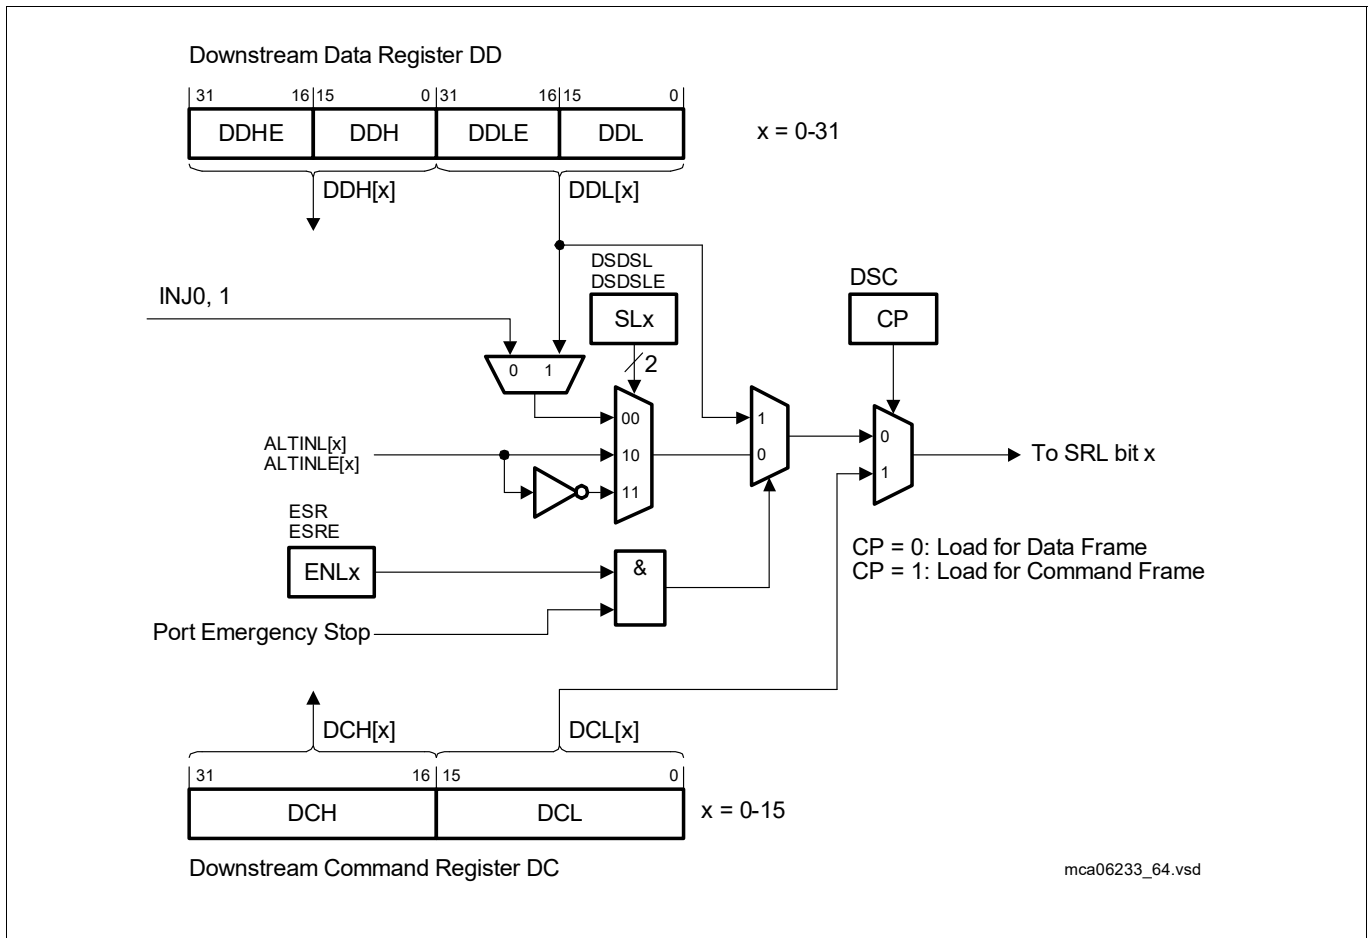 Downstream Data Register DD
31 16 15 0 31 16 15 0
DDHE DDH DDLE DDL
x = 0-31
DDH[x] DDL[x]
DSDSL
DSDSLE
SLx
2
DSC
CP
INJ0, 1
0 1
00
10
11
1
0
0
1
ALTINL[x]
ALTINLE[x]
To SRL bit x
ESR
ESRE
ENLx
&
CP = 0: Load for Data Frame
CP = 1: Load for Command Frame
Port Emergency Stop
DCH[x] DCL[x]
31 16 15 0
DCH DCL
x = 0-15
Downstream Command Register DC
mca06233_64.vsd